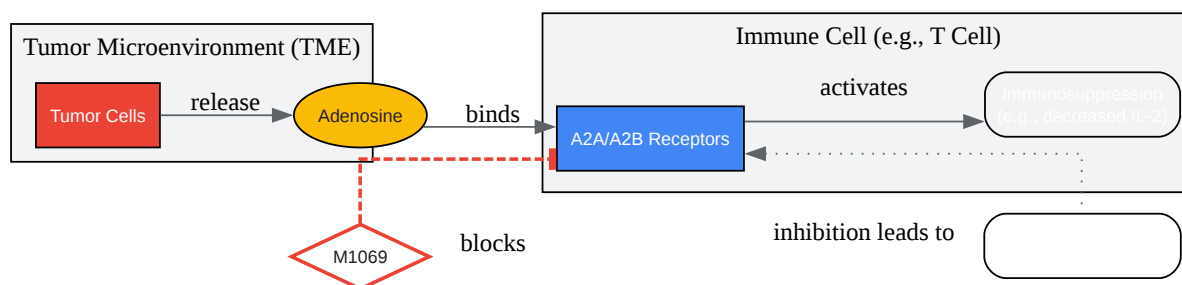 Tumor Microenvironment (TME)
Immune Cell (e.g., T Cell)
Tumor Cells
release
Adenosine
binds
A2A/A2B Receptors
activates
Immunosuppression
(e.g., decreased IL-2)
M1069
blocks
inhibition leads to